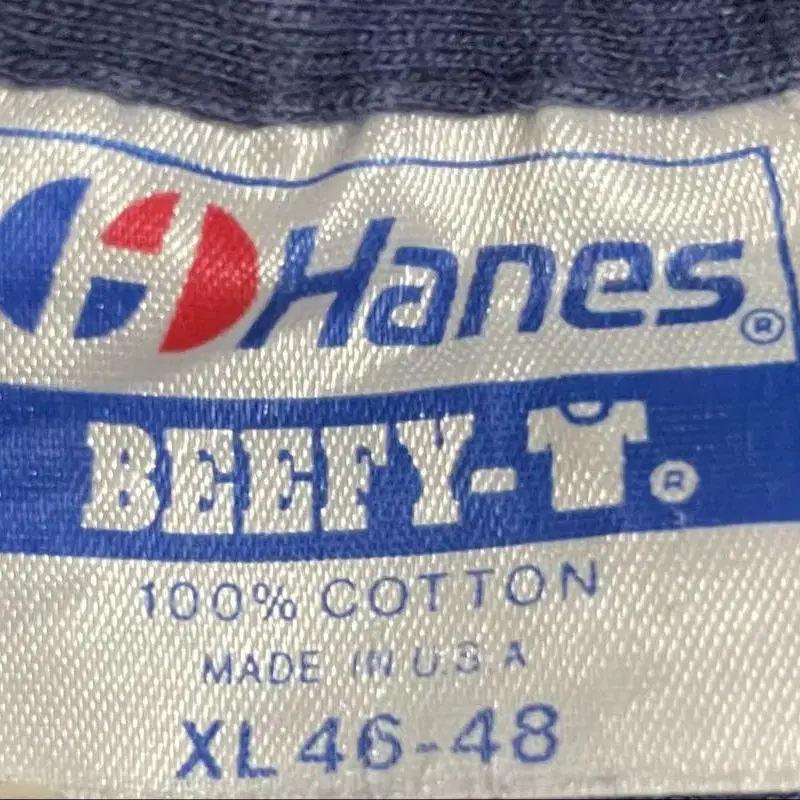 Hanes®
BEEFY-T®
100% COTTON
MADE IN U.S.A
XL 46-48